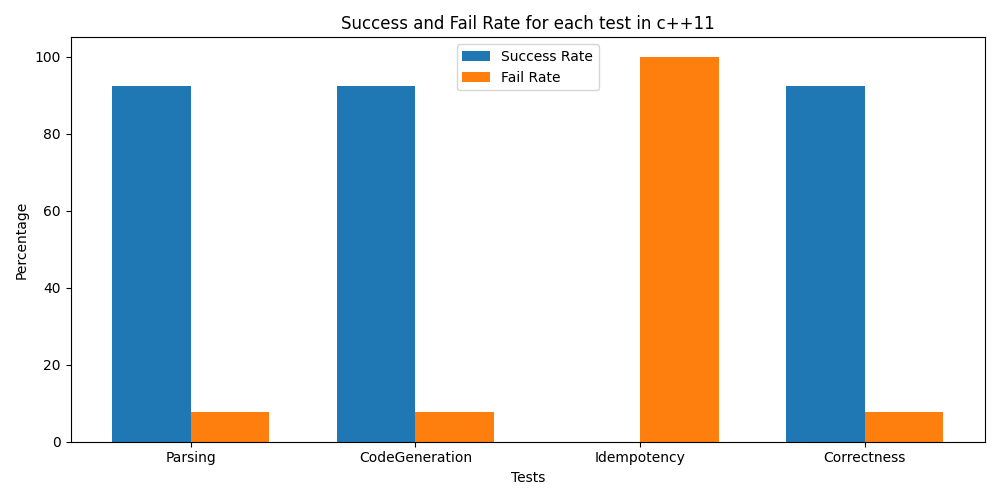 Success and Fail Rate for each test in c++11
Success Rate
Fail Rate
Percentage
100
80
60
40
20
0
Parsing
CodeGeneration
Idempotency
Correctness
Tests